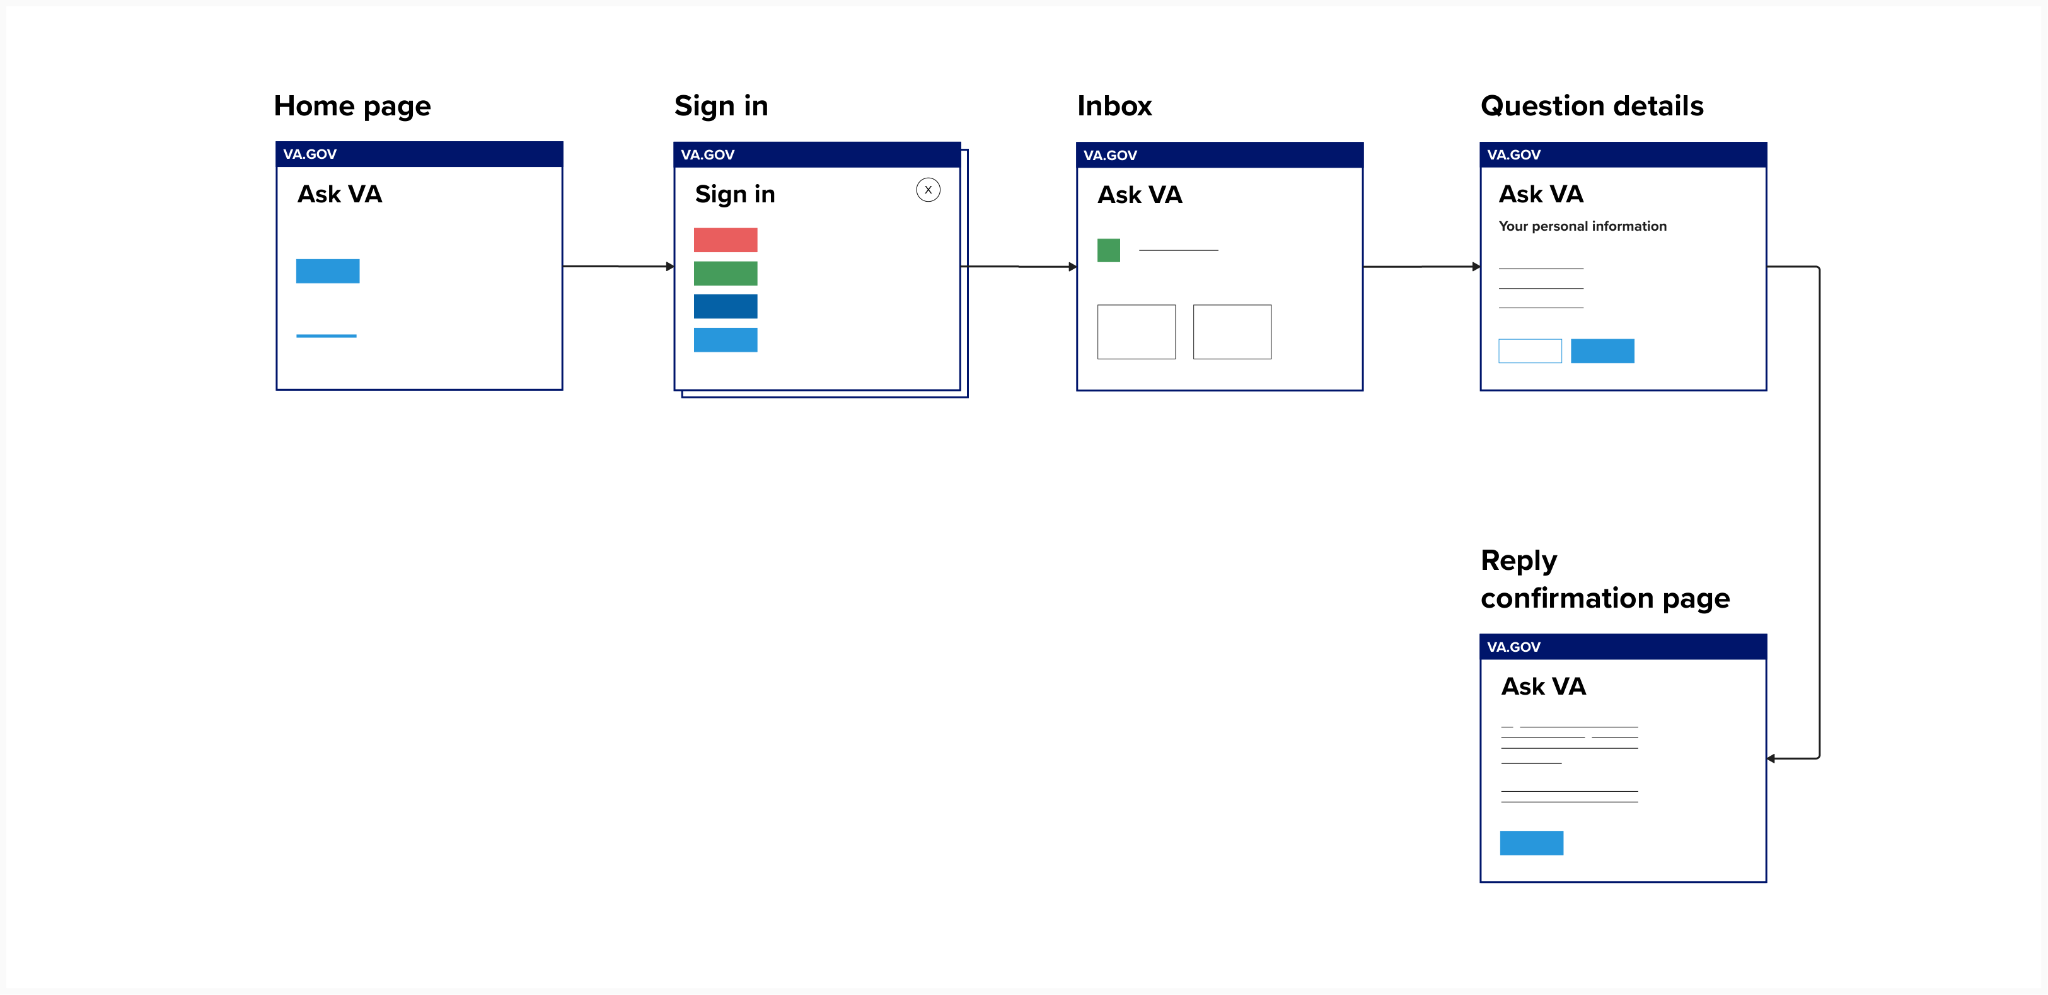 Home page
VA.GOV
Ask VA
Sign in
VA.GOV
Sign in
X
Inbox
VA.GOV
Ask VA
Question details
VA.GOV
Ask VA
Your personal information
Reply
confirmation page
VA.GOV
Ask VA